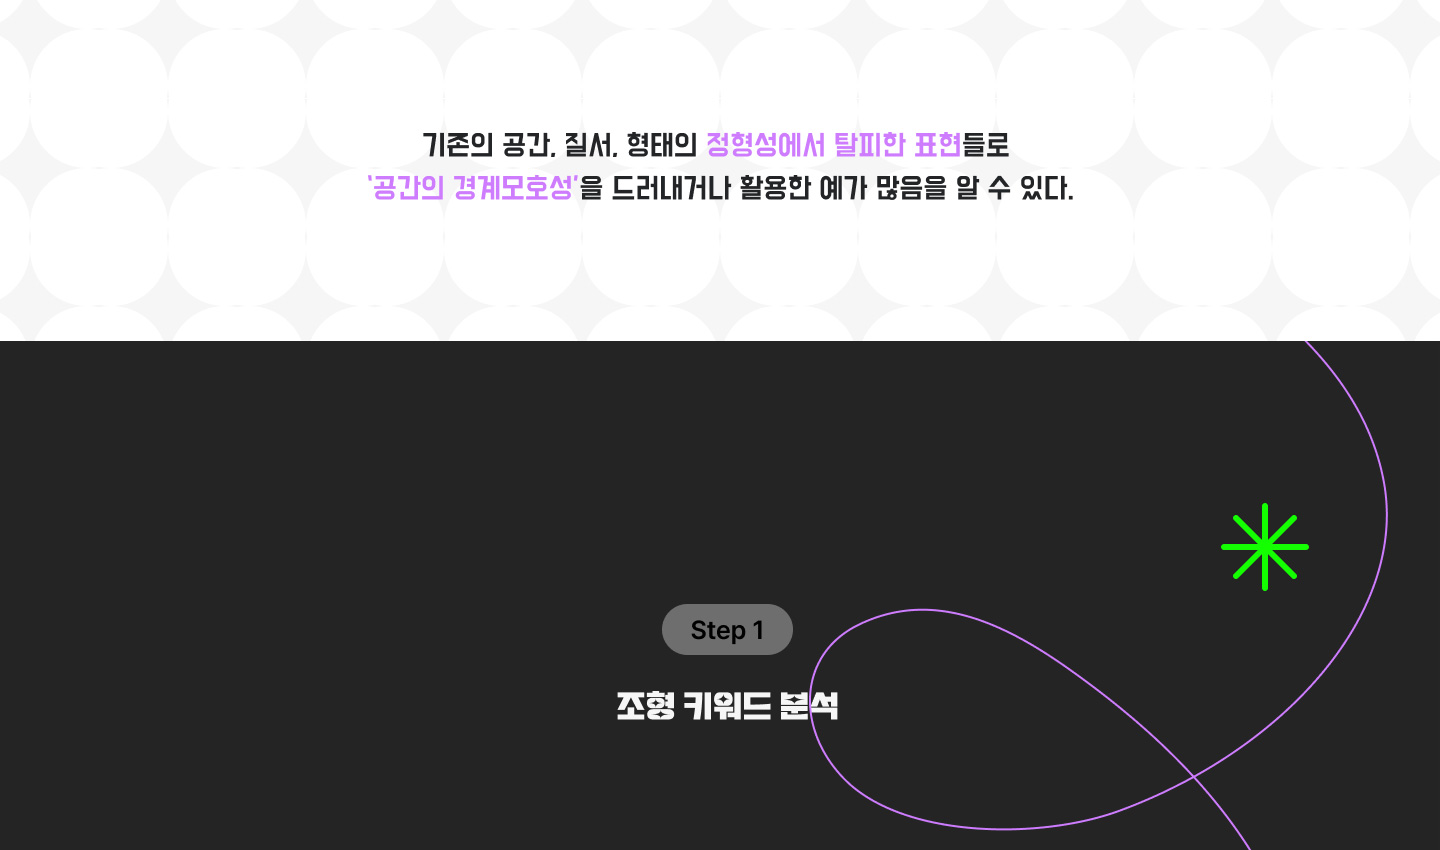 기존의 공간, 질서, 형태의 정형성에서 탈피한 표현들로
'공간의 경계모호성'을 드러내거나 활용한 예가 많음을 알 수 있다.
Step 1
조형 키워드 분석